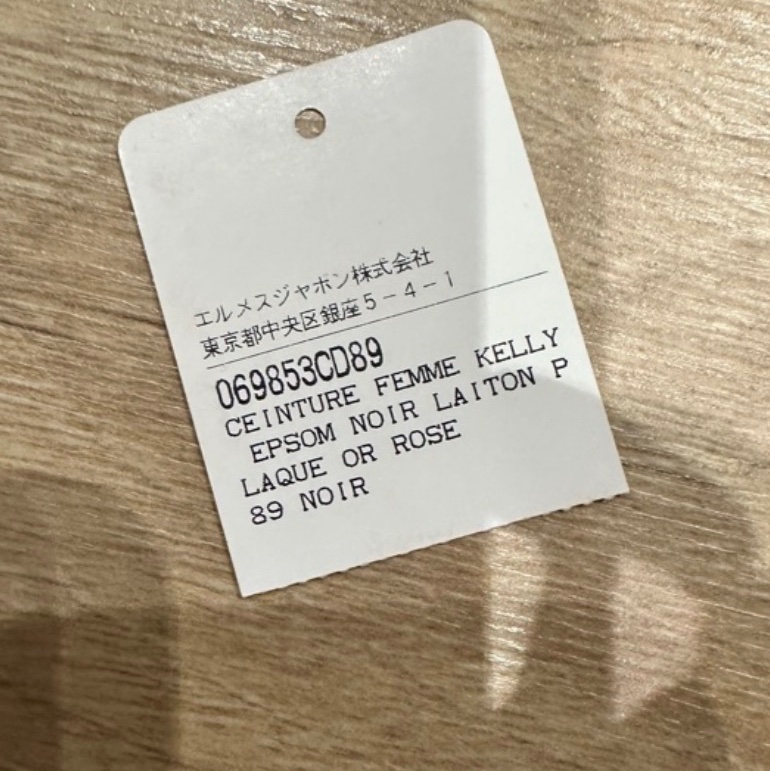 エルメスジャポン株式会社
東京都中央区銀座5-4-1
069853CD89
CEINTURE FEMME KELLY
EPSOM NOIR LAITON P
LAQUE OR ROSE
89 NOIR